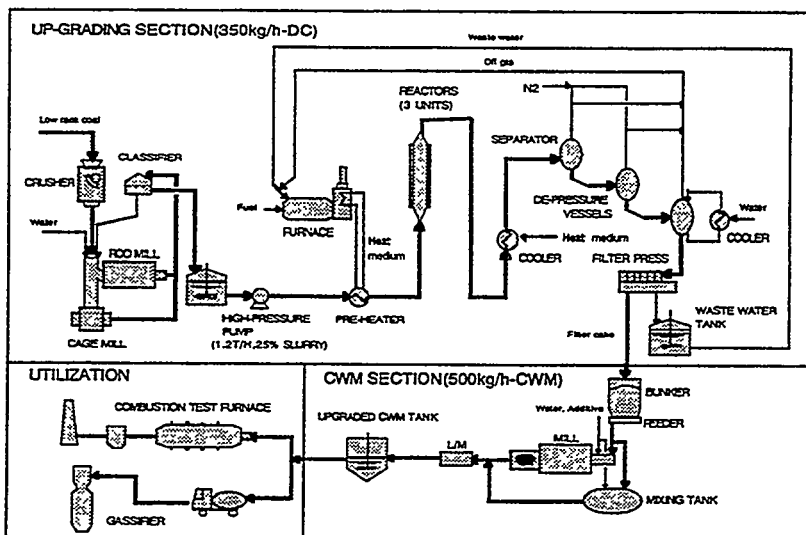 UP-GRADING SECTION(350kg/h-DC)
Waste water
Off gas
REACTORS
(3 UNITS)
N2
SEPARATOR
Low rank coal
CLASSIFIER
CRUSHER
DE-PRESSURE
VESSELS
Fuel
FURNACE
Heat
medium
Water
ROD MILL
Water
COOLER
Heat medium
COOLER
FILTER PRESS
HIGH-PRESSURE
PUMP
(1.2T/H,25% SLURRY)
PRE-HEATER
CAGE MILL
Filter cake
WASTE WATER
TANK
UTILIZATION
COMBUSTION TEST FURNACE
GASSIFIER
CWM SECTION(500kg/h-CWM)
UPGRADED CWM TANK
L/M
Water, Additive
MILL
BUNKER
FEEDER
MIXING TANK